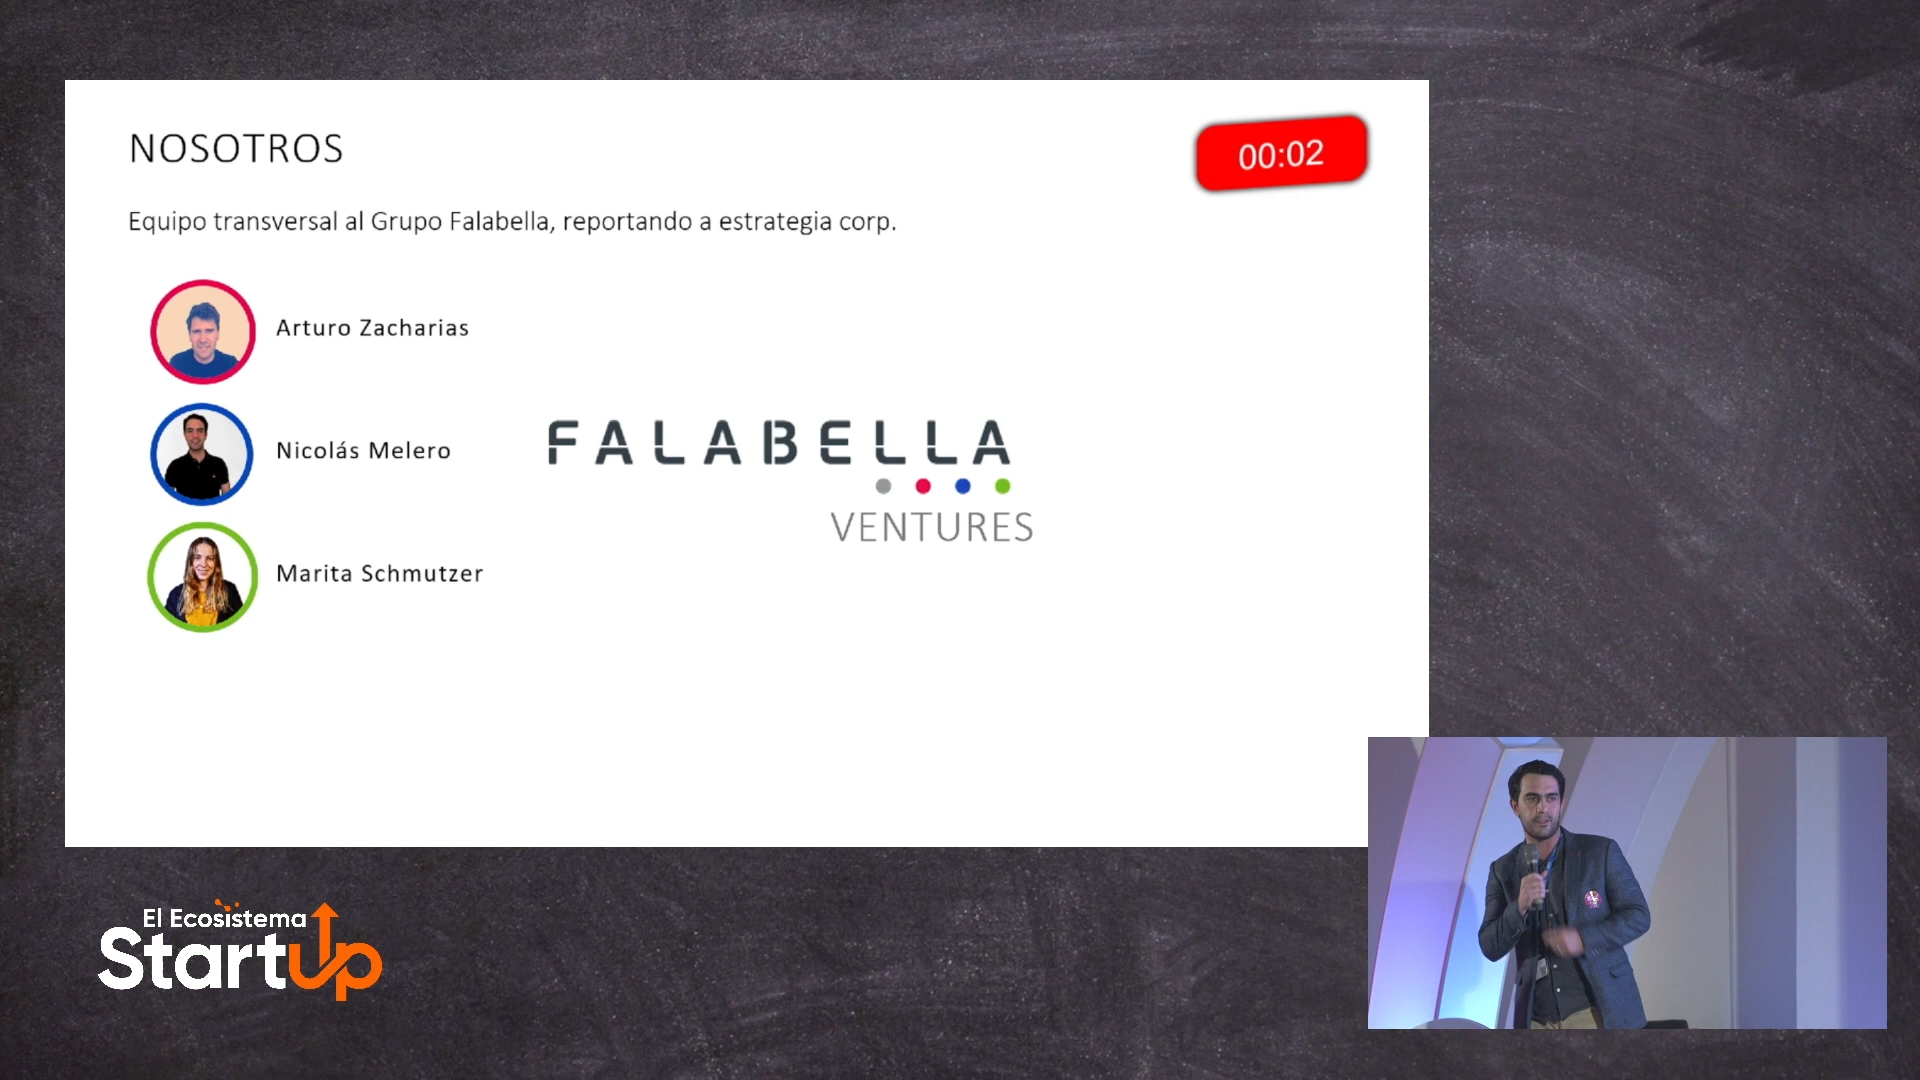 NOSOTROS
00:02
Equipo transversal al Grupo Falabella, reportando a estrategia corp.
Arturo Zacharias
Nicolás Melero
Marita Schmutzer
FALABELLA
VENTURES
El Ecosistema
StartUp